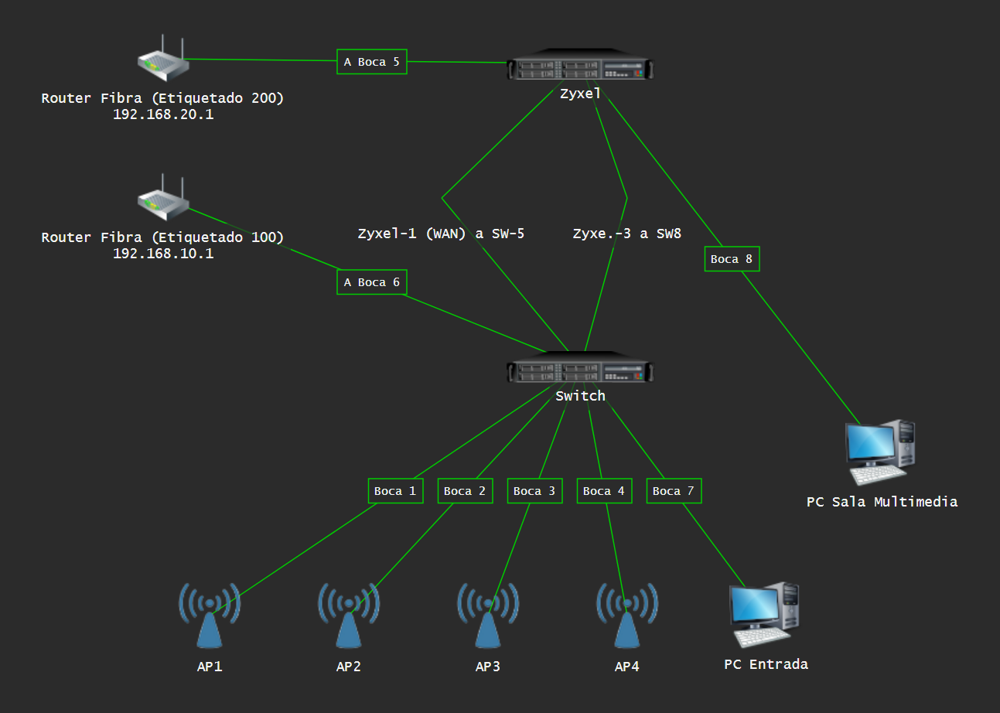 A Boca 5
Zyxel
Router Fibra (Etiquetado 200)
192.168.20.1
Router Fibra (Etiquetado 100)
192.168.10.1
Zyxel-1 (WAN) a SW-5
Zyxe.-3 a SW8
Boca 8
A Boca 6
Switch
Boca 1
Boca 2
Boca 3
Boca 4
Boca 7
PC Sala Multimedia
AP1
AP2
AP3
AP4
PC Entrada